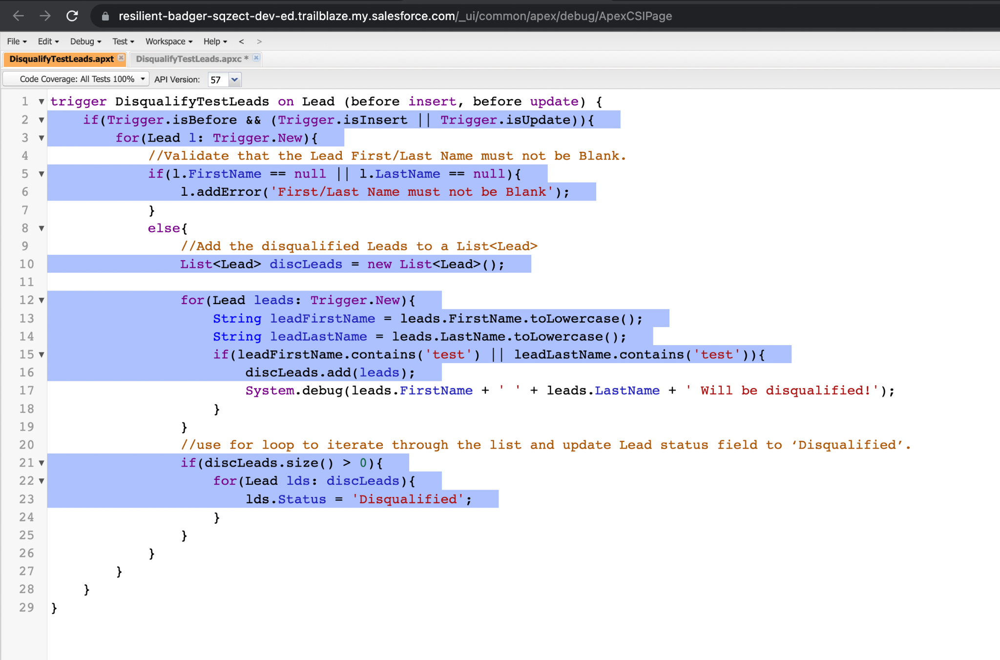 resilient-badger-sqzect-dev-ed.trailblaze.my.salesforce.com/_ui/common/apex/debug/ApexCSIPage
File Edit Debug Test Workspace Help < >
DisqualifyTestLeads.apxt DisqualifyTestLeads.apxc *
Code Coverage: All Tests 100% API Version: 57
1 trigger DisqualifyTestLeads on Lead (before insert, before update) {
2 if(Trigger.isBefore && (Trigger.isInsert || Trigger.isUpdate)){
3 for(Lead l: Trigger.New){
4 //Validate that the Lead First/Last Name must not be Blank.
5 if(l.FirstName == null || l.LastName == null){
6 l.addError('First/Last Name must not be Blank');
7 }
8 else{
9 //Add the disqualified Leads to a List<Lead>
10 List<Lead> discLeads = new List<Lead>();
11
12 for(Lead leads: Trigger.New){
13 String leadFirstName = leads.FirstName.toLowercase();
14 String leadLastName = leads.LastName.toLowercase();
15 if(leadFirstName.contains('test') || leadLastName.contains('test')){
16 discLeads.add(leads);
17 System.debug(leads.FirstName + ' ' + leads.LastName + ' Will be disqualified!');
18 }
19 }
20 //use for loop to iterate through the list and update Lead status field to ‘Disqualified’.
21 if(discLeads.size() > 0){
22 for(Lead lds: discLeads){
23 lds.Status = 'Disqualified';
24 }
25 }
26 }
27 }
28 }
29 }